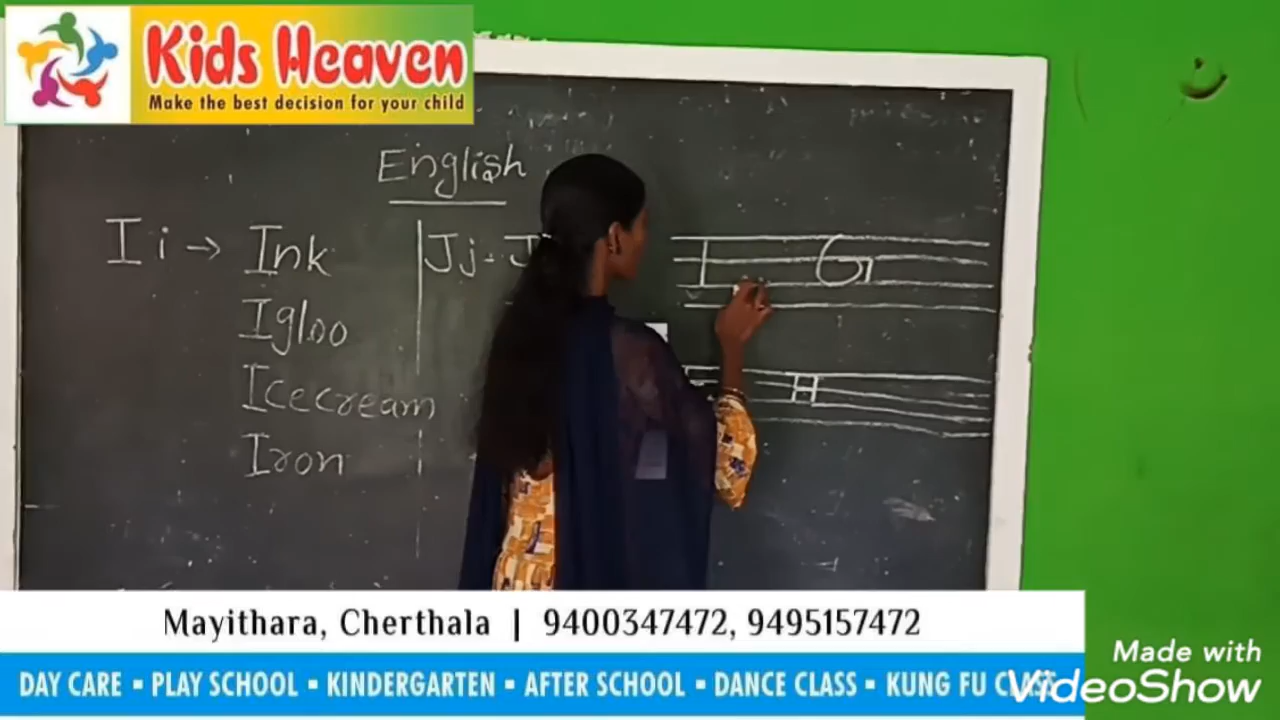 Kids Heaven
Make the best decision for your child
English
I i → Ink
Igloo
Icecream
Iron
Jj - J
I G
H
Mayithara, Cherthala | 9400347472, 9495157472
DAY CARE ▪ PLAY SCHOOL ▪ KINDERGARTEN ▪ AFTER SCHOOL ▪ DANCE CLASS ▪ KUNG FU CLASS
Made with
VideoShow